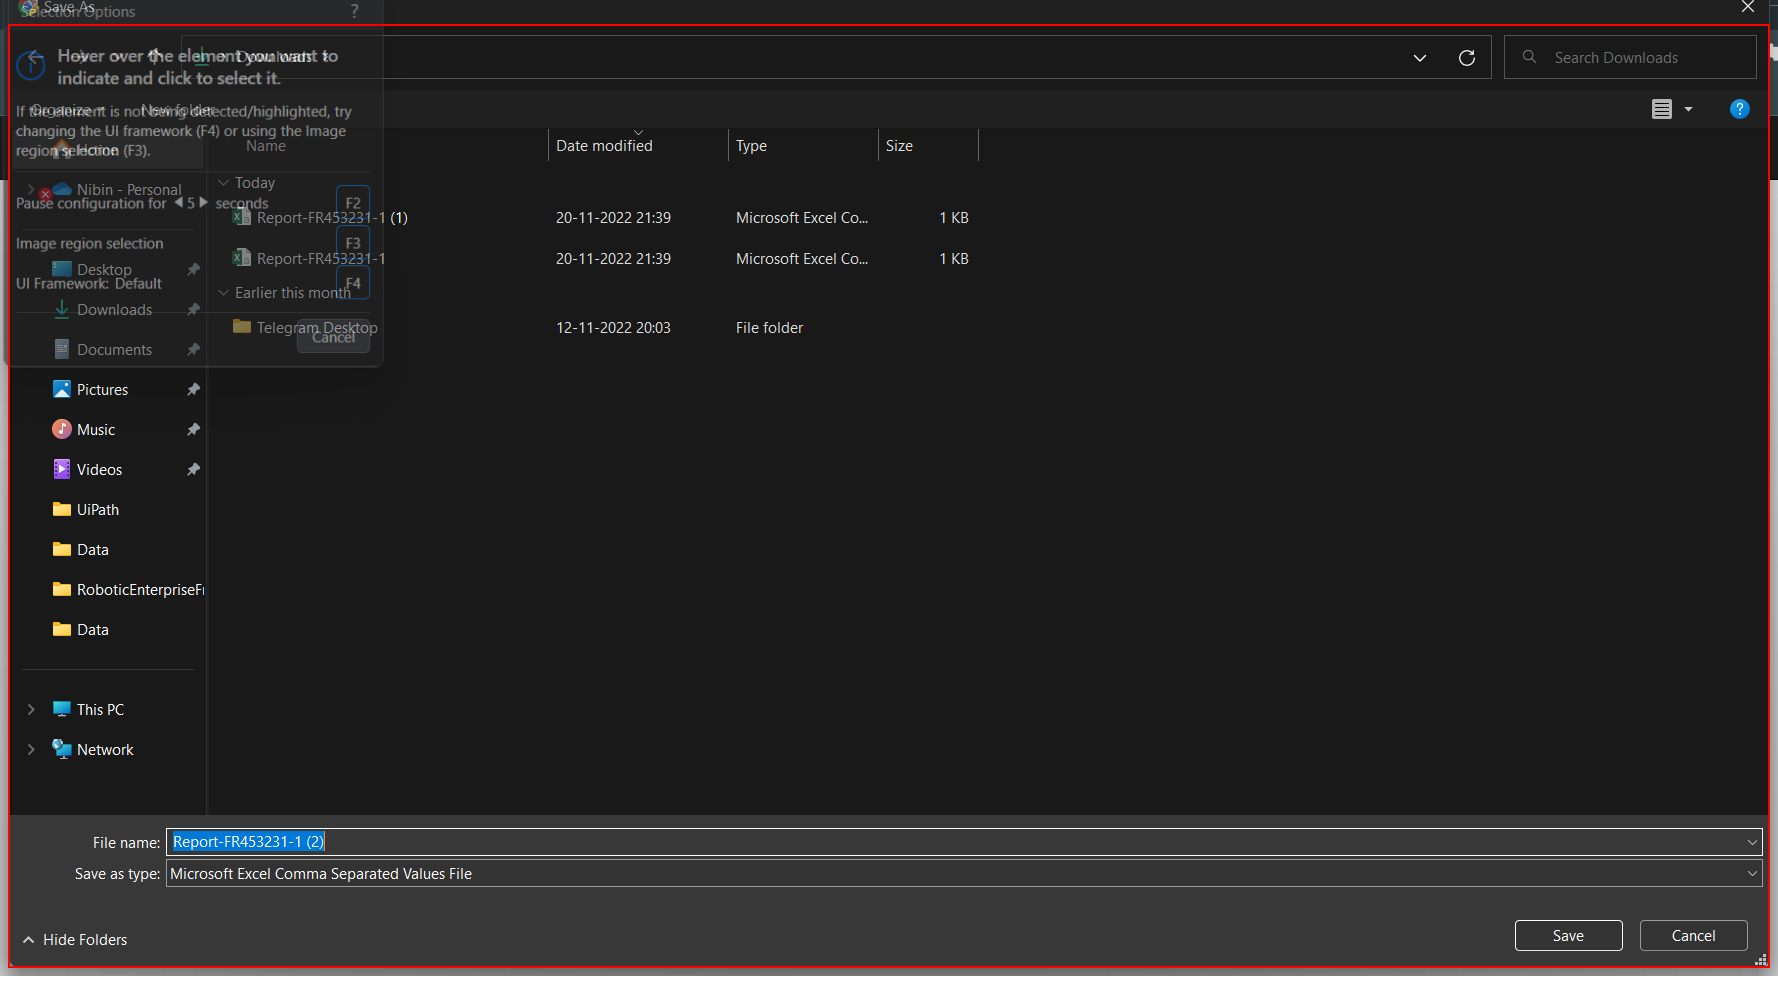 Save As
Selection Options ?
Hover over the element you want to
indicate and click to select it.
Downloads
Search Downloads
If the element is not being detected/highlighted, try
changing the UI framework (F4) or using the Image
region selection (F3).
Organize New folder
Home
Name Date modified Type Size
Nibin - Personal
Today
Pause configuration for 5 seconds F2
Report-FR453231-1 (1) 20-11-2022 21:39 Microsoft Excel Co... 1 KB
Image region selection F3
Report-FR453231-1 20-11-2022 21:39 Microsoft Excel Co... 1 KB
Desktop
UI Framework: Default F4
Earlier this month
Downloads
Telegram Desktop 12-11-2022 20:03 File folder
Cancel
Documents
Pictures
Music
Videos
UiPath
Data
RoboticEnterpriseFr
Data
This PC
Network
File name: Report-FR453231-1 (2)
Save as type: Microsoft Excel Comma Separated Values File
Hide Folders
Save Cancel